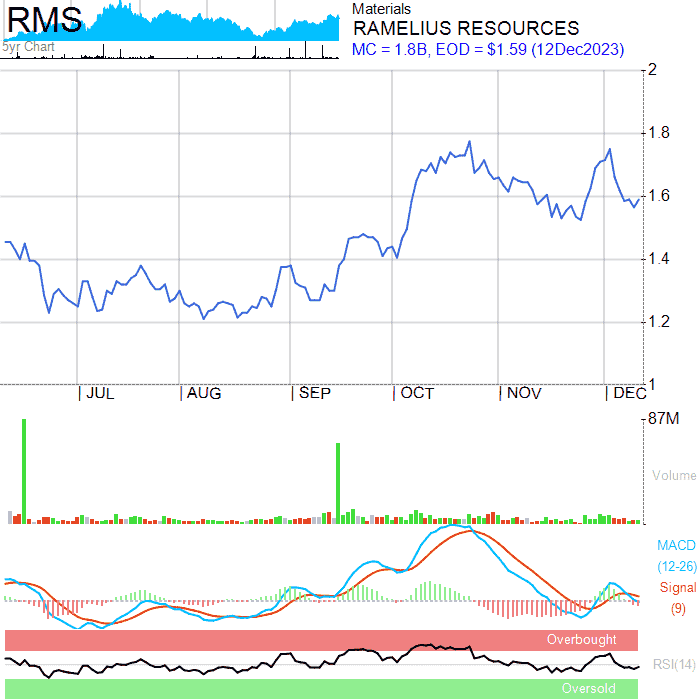 RMS
5yr Chart
Materials
RAMELIUS RESOURCES
MC = 1.8B, EOD = $1.59 (12Dec2023)
2
1.8
1.6
1.4
1.2
1
| JUL | AUG | SEP | OCT | NOV | DEC
87M
Volume
MACD
(12-26)
Signal
(9)
Overbought
RSI(14)
Oversold